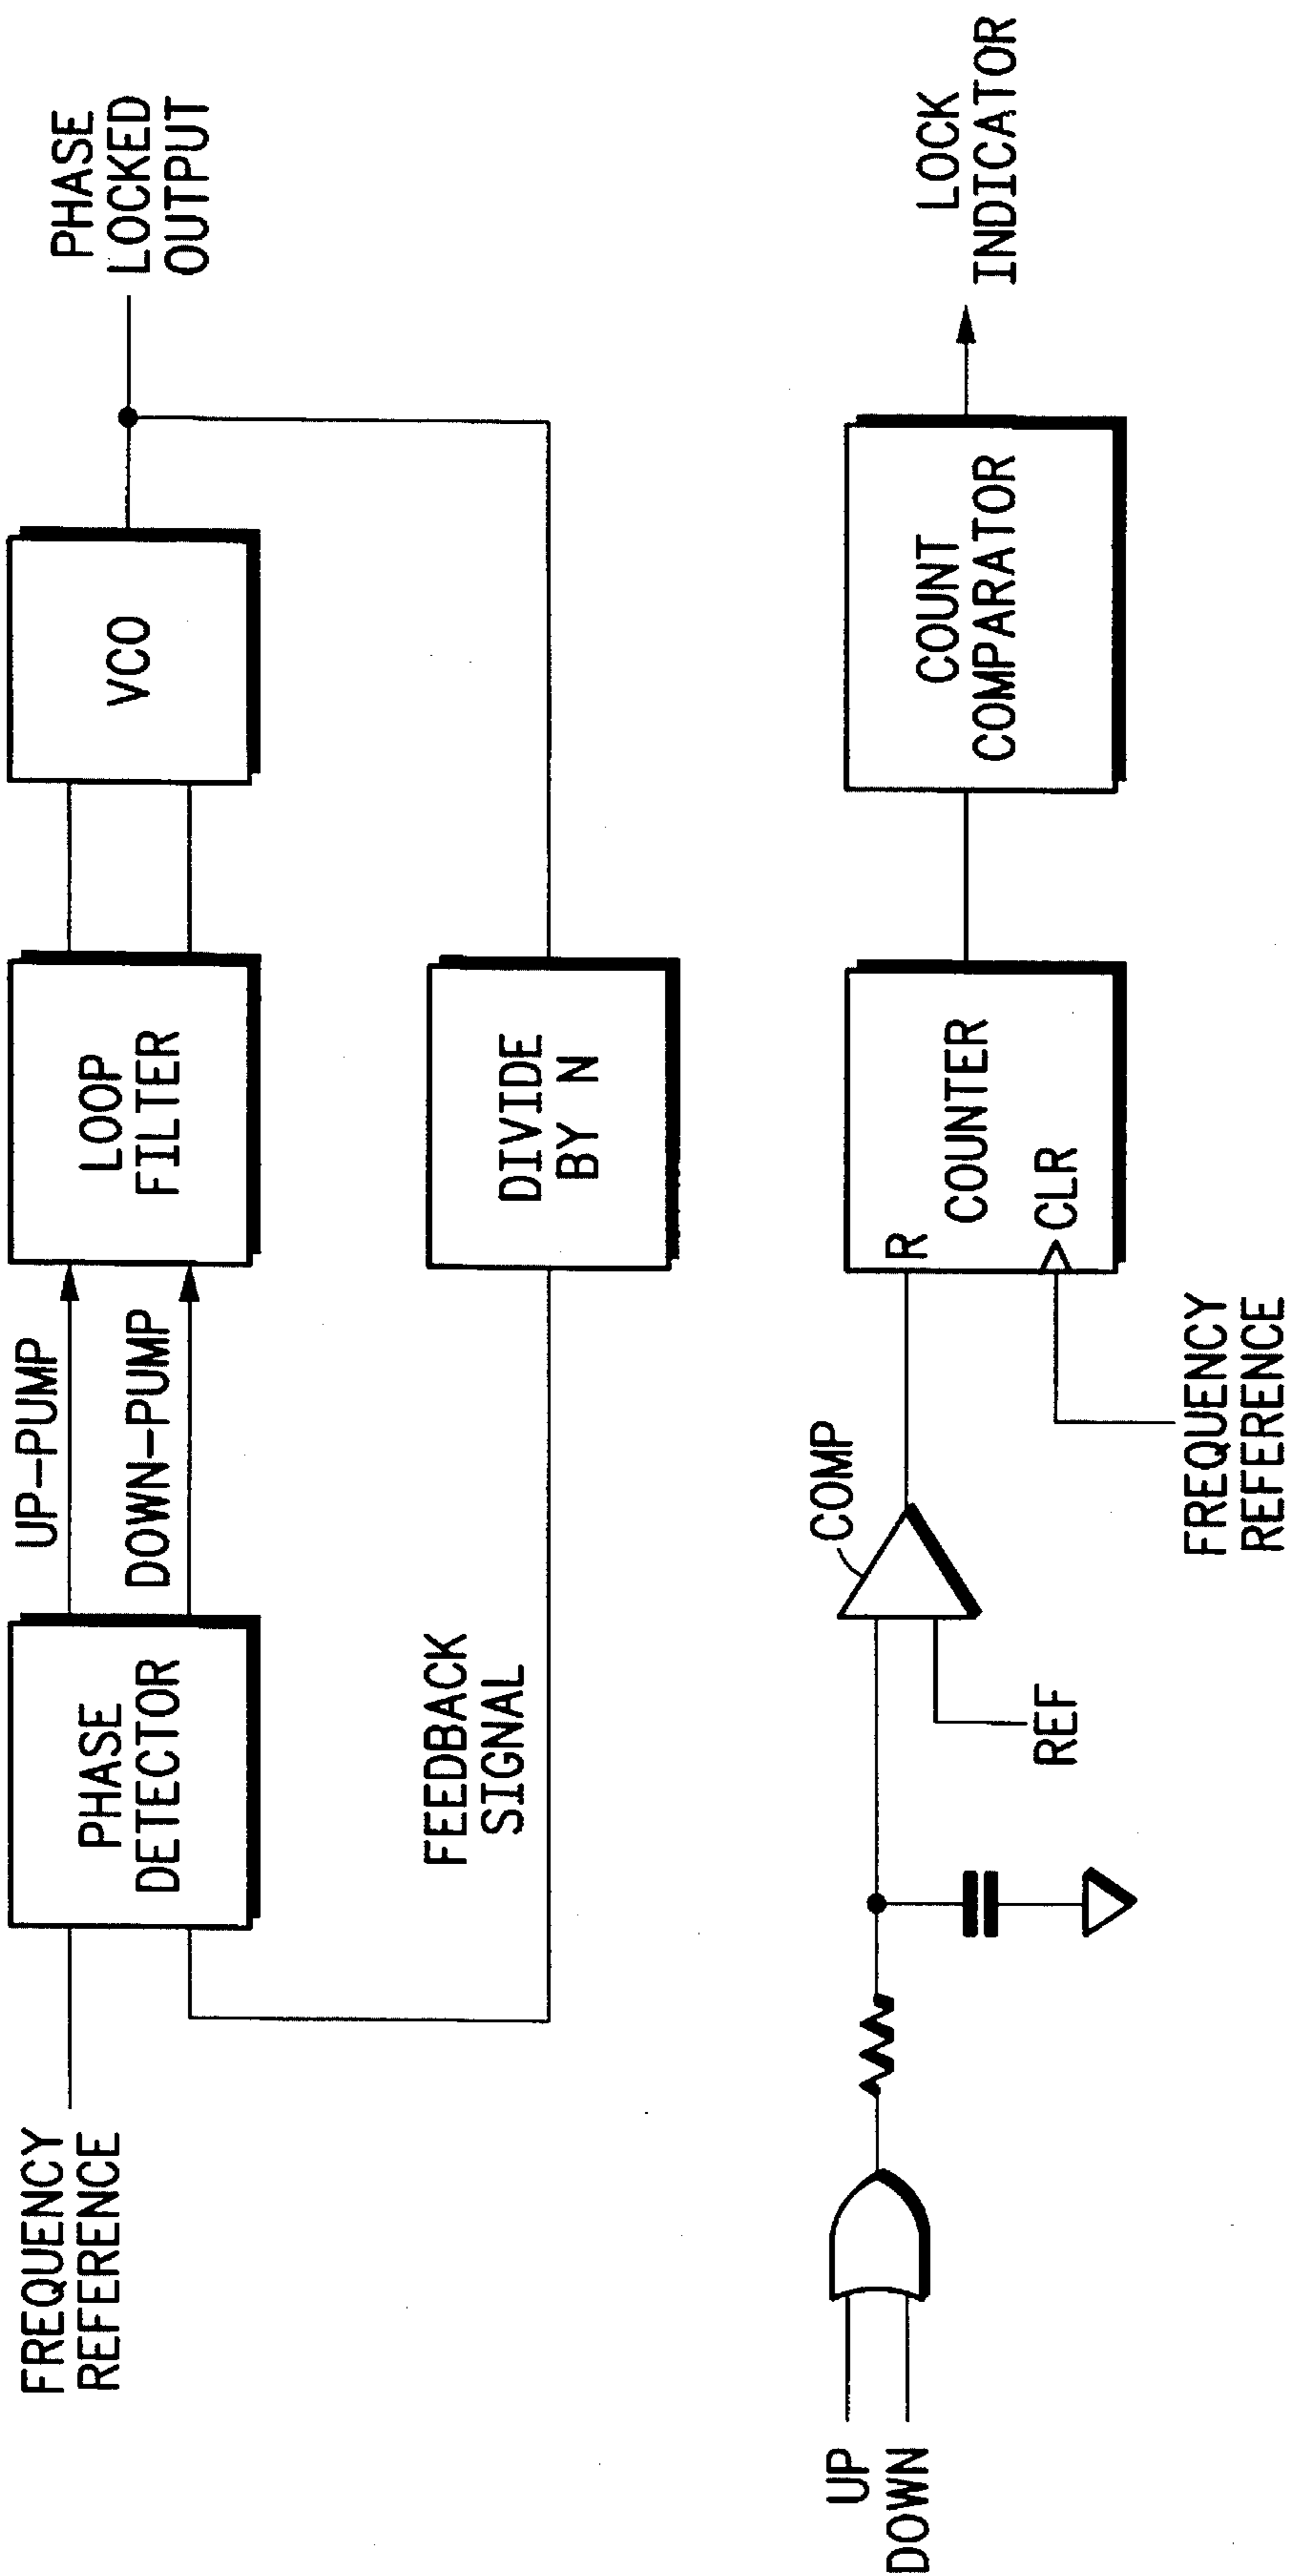 FREQUENCY
REFERENCE
PHASE
DETECTOR
UP-PUMP
DOWN-PUMP
LOOP
FILTER
VCO
PHASE
LOCKED
OUTPUT
FEEDBACK
SIGNAL
DIVIDE
BY N
UP
DOWN
REF
COMP
R
COUNTER
CLR
FREQUENCY
REFERENCE
COUNT
COMPARATOR
LOCK
INDICATOR